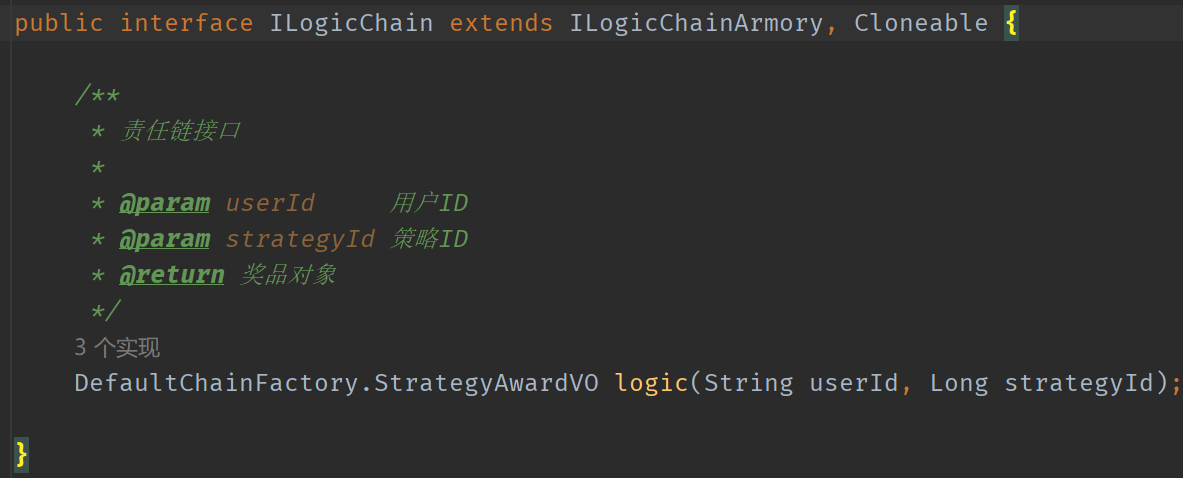 public interface ILogicChain extends ILogicChainArmory, Cloneable {
/**
* 责任链接口
*
* @param userId     用户ID
* @param strategyId 策略ID
* @return 奖品对象
*/
3 个实现
DefaultChainFactory.StrategyAwardVO logic(String userId, Long strategyId);
}